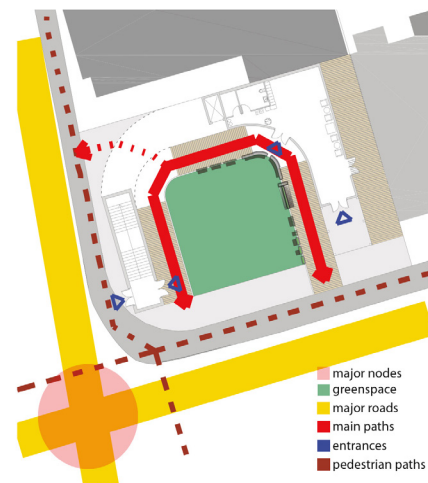 major nodes
greenspace
major roads
main paths
entrances
pedestrian paths